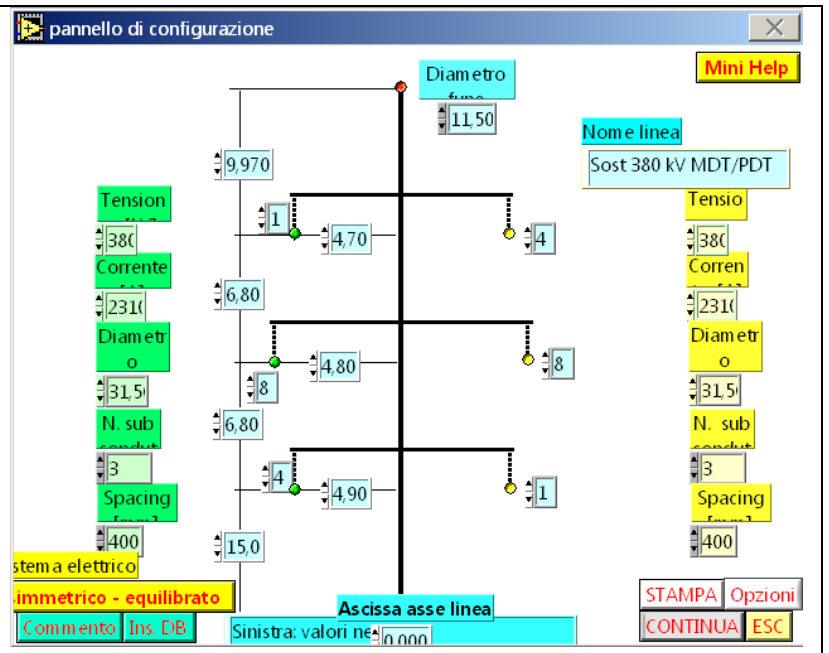 pannello di configurazione
Mini Help
Diametro
11,50
Nome linea
Sost 380 kV MDT/PDT
9,970
Tension
Tensio
1
4,70
4
380
380
Corrente
Corren
6,80
2310
2310
Diametr
o
Diametr
o
4,80
8
8
31,5
31,5
N. sub
N. sub
6,80
3
4
4,90
1
3
Spacing
Spacing
400
400
15,0
stema elettrico
immetrico - equilibrato
Ascissa asse linea
STAMPA
Opzioni
Commento
Ins. DB
Sinistra: valori ne
0,000
CONTINUA
ESC